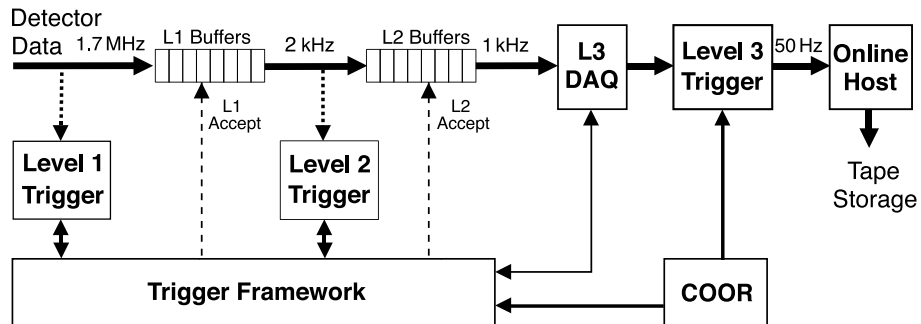 Detector
Data
1.7 MHz
L1 Buffers
2 kHz
L2 Buffers
1 kHz
L3
DAQ
Level 3
Trigger
50 Hz
Online
Host
L1
Accept
L2
Accept
Level 1
Trigger
Level 2
Trigger
Tape
Storage
Trigger Framework
COOR